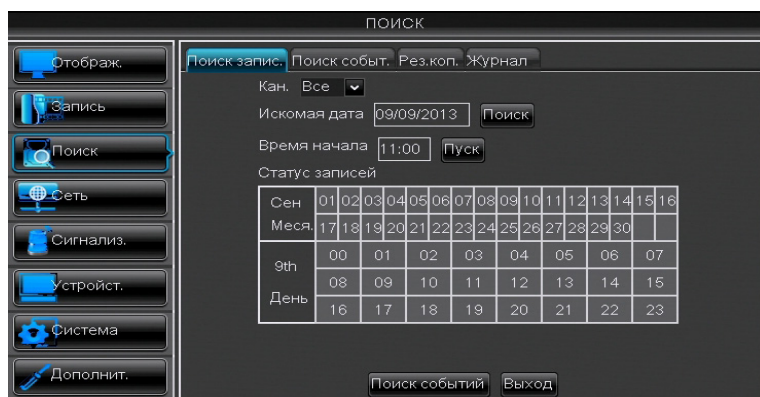 ПОИСК
Отображ.
Запись
Поиск
Сеть
Сигнализ.
Устройст.
Система
Дополнит.
Поиск запис. Поиск событ. Рез.коп. Журнал
Кан. Все
Искомая дата 09/09/2013 Поиск
Время начала 11:00 Пуск
Статус записей
Сен 01 02 03 04 05 06 07 08 09 10 11 12 13 14 15 16
Меся. 17 18 19 20 21 22 23 24 25 26 27 28 29 30
9th День
00 01 02 03 04 05 06 07
08 09 10 11 12 13 14 15
16 17 18 19 20 21 22 23
Поиск событий Выход